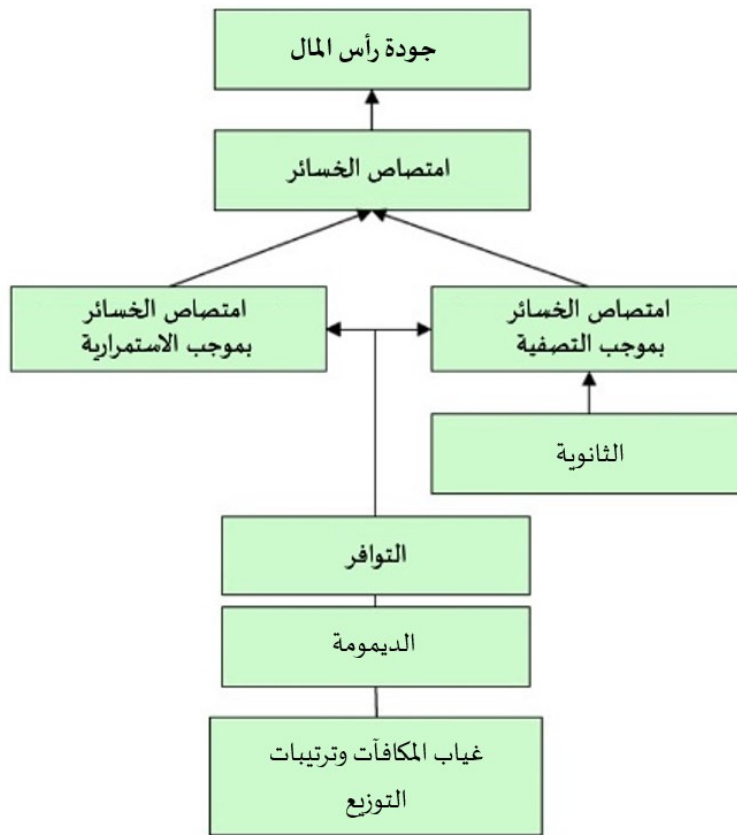 جودة رأس المال
امتصاص الخسائر
امتصاص الخسائر
بموجب التصفية
امتصاص الخسائر
بموجب الاستمرارية
الثانوية
التوافر
الديمومة
غياب المكافآت وترتيبات
التوزيع